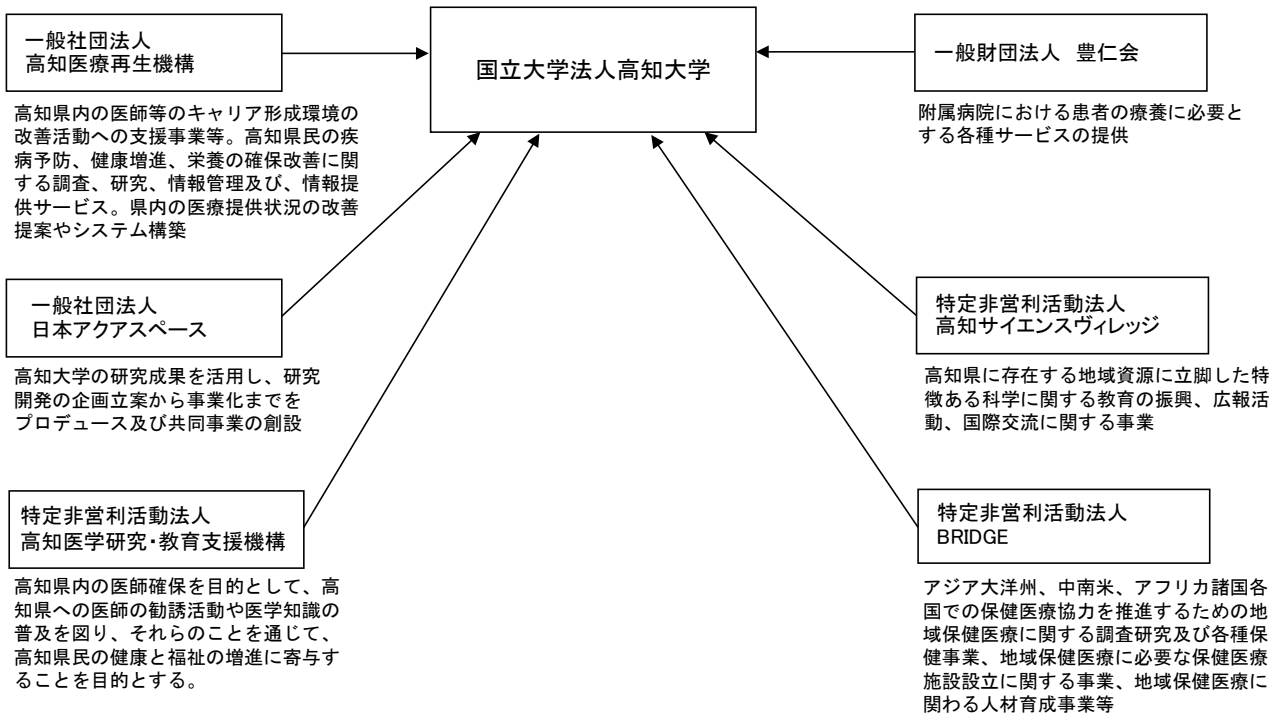 一般社団法人
高知医療再生機構
高知県内の医師等のキャリア形成環境の
改善活動への支援事業等。高知県民の疾
病予防、健康増進、栄養の確保改善に関
する調査、研究、情報管理及び、情報提
供サービス。県内の医療提供状況の改善
提案やシステム構築
国立大学法人高知大学
一般財団法人 豊仁会
附属病院における患者の療養に必要と
する各種サービスの提供
一般社団法人
日本アクアスペース
高知大学の研究成果を活用し、研究
開発の企画立案から事業化までを
プロデュース及び共同事業の創設
特定非営利活動法人
高知サイエンスヴィレッジ
高知県に存在する地域資源に立脚した特
徴ある科学に関する教育の振興、広報活
動、国際交流に関する事業
特定非営利活動法人
高知医学研究・教育支援機構
高知県内の医師確保を目的として、高
知県への医師の勧誘活動や医学知識の
普及を図り、それらのことを通じて、
高知県民の健康と福祉の増進に寄与す
ることを目的とする。
特定非営利活動法人
BRIDGE
アジア大洋州、中南米、アフリカ諸国各
国での保健医療協力を推進するための地
域保健医療に関する調査研究及び各種保
健事業、地域保健医療に必要な保健医療
施設設立に関する事業、地域保健医療に
関わる人材育成事業等